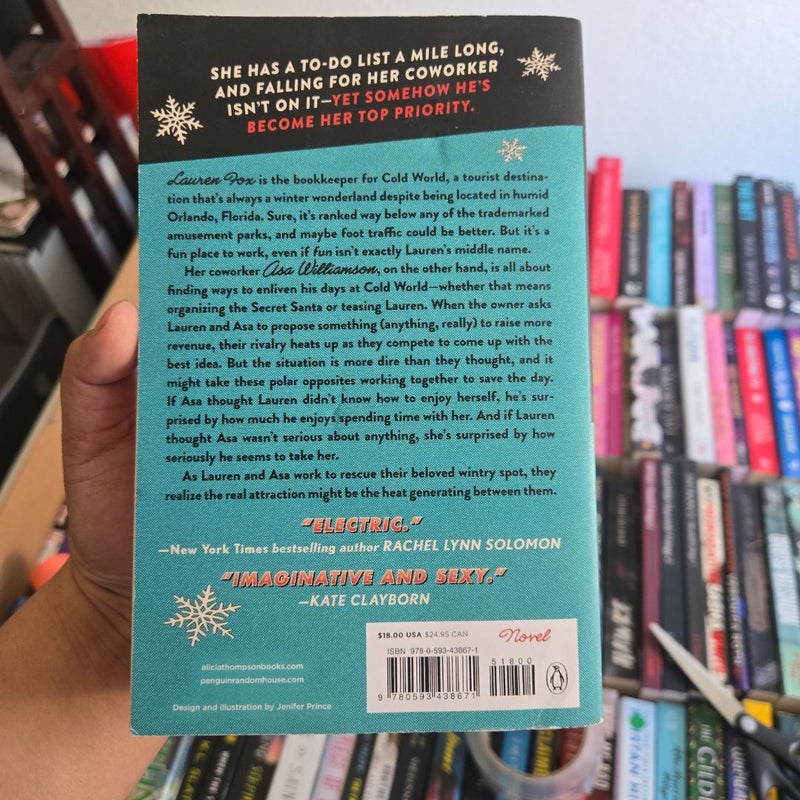 SHE HAS A TO-DO LIST A MILE LONG,
AND FALLING FOR HER COWORKER
ISN'T ON IT—YET SOMEHOW HE'S
BECOME HER TOP PRIORITY.
Lauren Fox is the bookkeeper for Cold World, a tourist destina-
tion that's always a winter wonderland despite being located in humid
Orlando, Florida. Sure, it's ranked way below any of the trademarked
amusement parks, and maybe foot traffic could be better. But it's a
fun place to work, even if fun isn't exactly Lauren's middle name.
Her coworker Asa Williamson, on the other hand, is all about
finding ways to enliven his days at Cold World—whether that means
organizing the Secret Santa or teasing Lauren. When the owner asks
Lauren and Asa to propose something (anything, really) to raise more
revenue, their rivalry heats up as they compete to come up with the
best idea. But the situation is more dire than they thought, and it
might take these polar opposites working together to save the day.
If Asa thought Lauren didn't know how to enjoy herself, he's sur-
prised by how much he enjoys spending time with her. And if Lauren
thought Asa wasn't serious about anything, she's surprised by how
seriously he seems to take her.
As Lauren and Asa work to rescue their beloved wintry spot, they
realize the real attraction might be the heat generating between them.
"ELECTRIC."
—New York Times bestselling author RACHEL LYNN SOLOMON
"IMAGINATIVE AND SEXY."
—KATE CLAYBORN
$18.00 USA $24.95 CAN
Novel
ISBN 978-0-593-43867-1
51800
9 780593 438671
aliciathompsonbooks.com
penguinrandomhouse.com
Design and illustration by Jenifer Prince